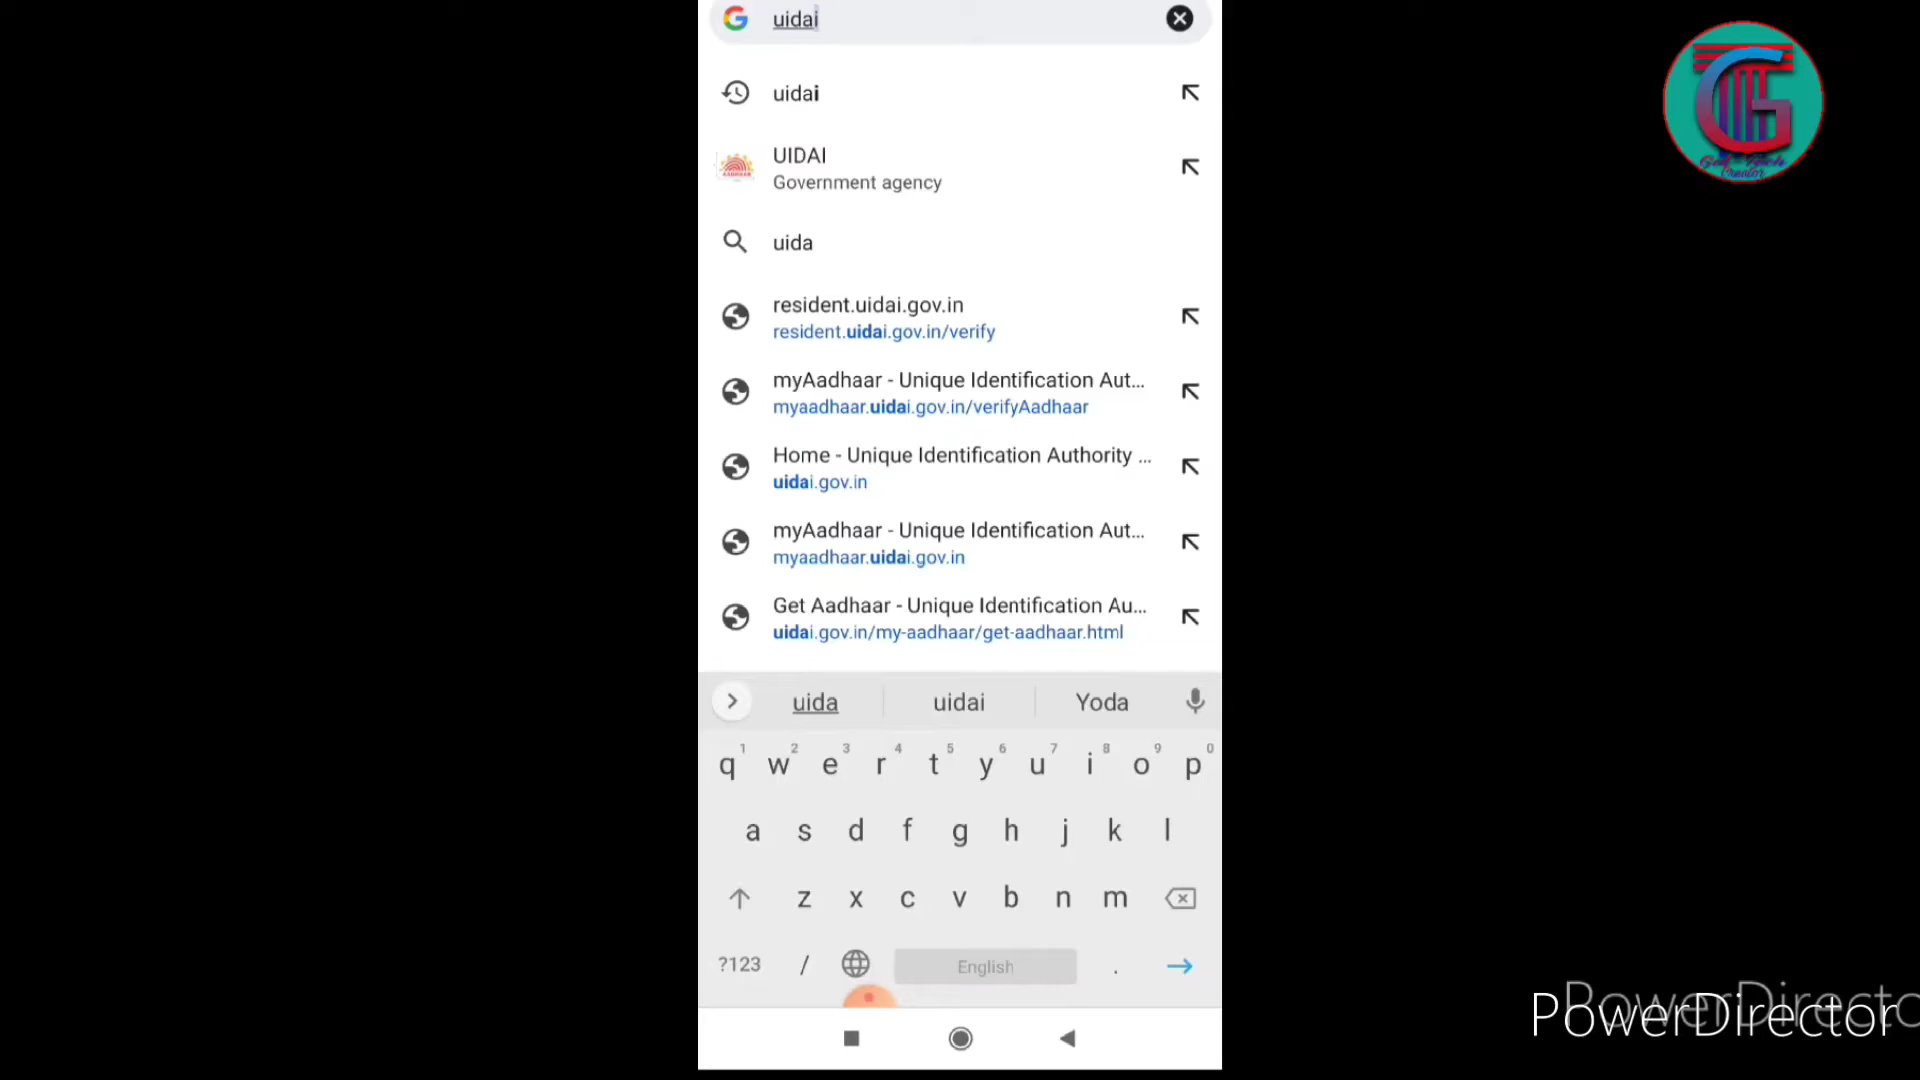 uidai
uidai
UIDAI
Government agency
uida
resident.uidai.gov.in
resident.uidai.gov.in/verify
myAadhaar - Unique Identification Aut...
myaadhaar.uidai.gov.in/verifyAadhaar
Home - Unique Identification Authority ...
uidai.gov.in
myAadhaar - Unique Identification Aut...
myaadhaar.uidai.gov.in
Get Aadhaar - Unique Identification Au...
uidai.gov.in/my-aadhaar/get-aadhaar.html
uida uidai Yoda
1 2 3 4 5 6 7 8 9 0
q w e r t y u i o p
a s d f g h j k l
z x c v b n m
?123 / English .
PowerDirector
PowerDirecto